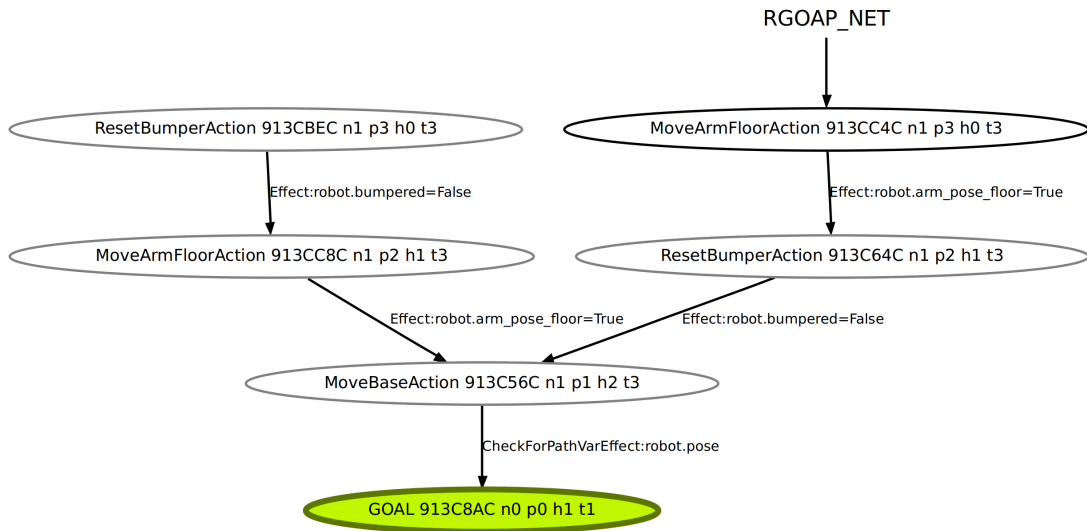 RGOAP_NET
ResetBumperAction 913CBEC n1 p3 h0 t3
MoveArmFloorAction 913CC4C n1 p3 h0 t3
Effect:robot.bumpered=False
Effect:robot.arm_pose_floor=True
MoveArmFloorAction 913CC8C n1 p2 h1 t3
ResetBumperAction 913C64C n1 p2 h1 t3
Effect:robot.arm_pose_floor=True
Effect:robot.bumpered=False
MoveBaseAction 913C56C n1 p1 h2 t3
CheckForPathVarEffect:robot.pose
GOAL 913C8AC n0 p0 h1 t1